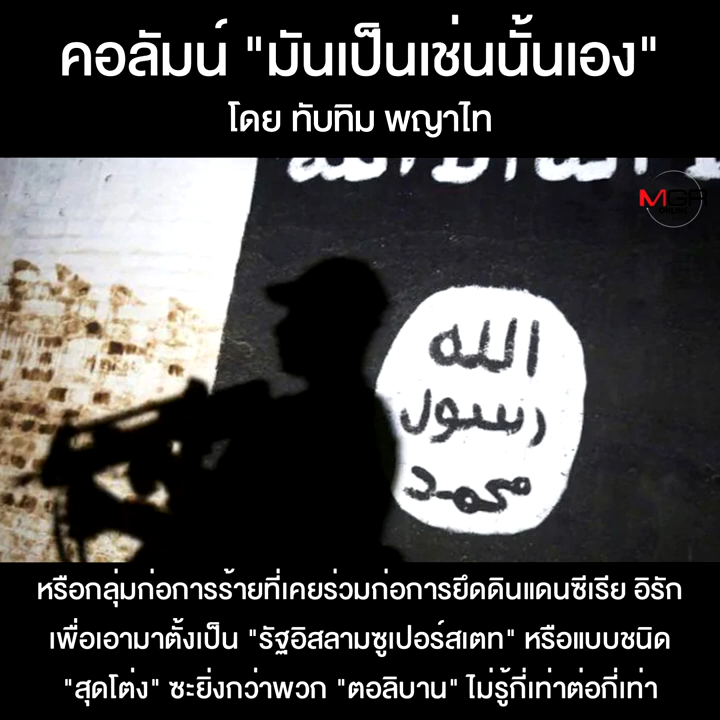 คอลัมน์ "มันเป็นเช่นนั้นเอง"
โดย ทับทิม พญาไท
MGR
ONLINE
الله
رسول
محمد
หรือกลุ่มก่อการร้ายที่เคยร่วมก่อการยึดดินแดนซีเรีย อิรัก
เพื่อเอามาตั้งเป็น "รัฐอิสลามซูเปอร์สเตท" หรือแบบชนิด
"สุดโต่ง" ซะยิ่งกว่าพวก "ตอลิบาน" ไม่รู้กี่เท่าต่อกี่เท่า